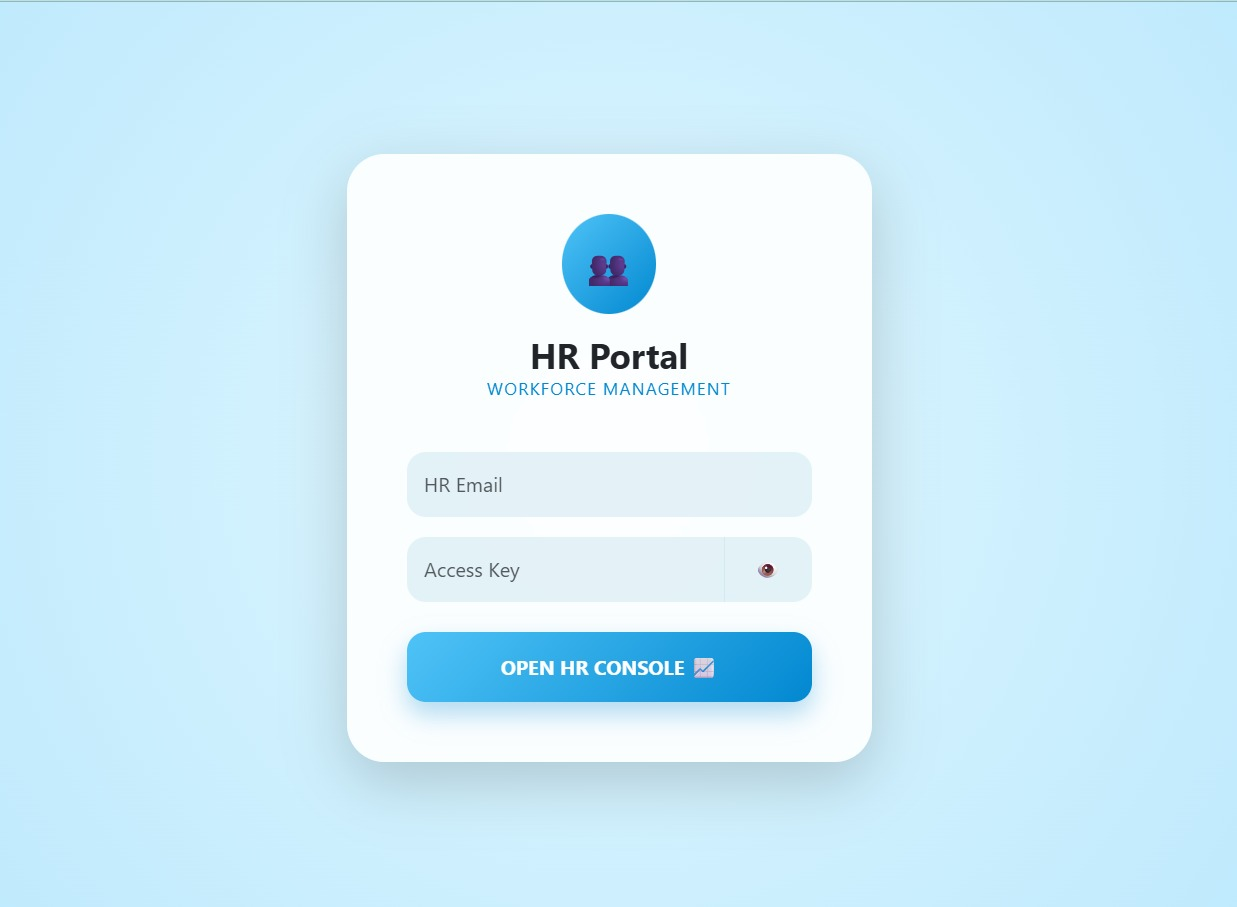 HR Portal
WORKFORCE MANAGEMENT
HR Email
Access Key
OPEN HR CONSOLE